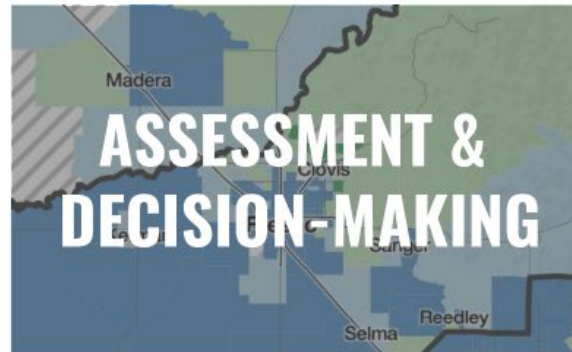 Madera
ASSESSMENT &
Clovis
DECISION-MAKING
Sanger
Reedley
Selma